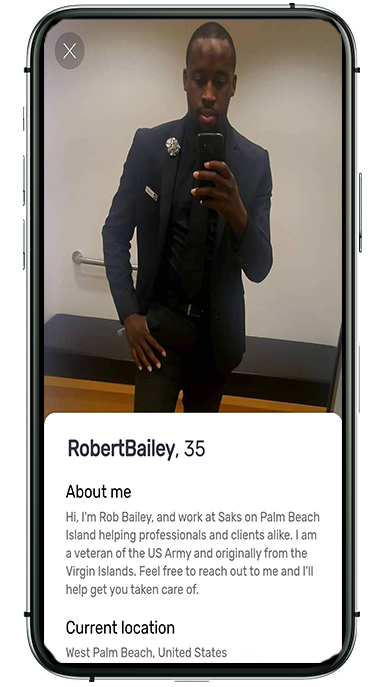 RobertBailey, 35
About me
Hi, I'm Rob Bailey, and work at Saks on Palm Beach
Island helping professionals and clients alike. I am
a veteran of the US Army and originally from the
Virgin Islands. Feel free to reach out to me and I'll
help get you taken care of.
Current location
West Palm Beach, United States